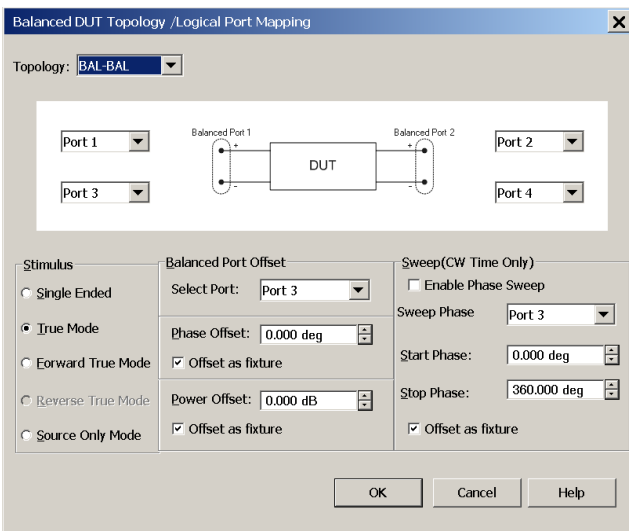 Balanced DUT Topology /Logical Port Mapping
Topology: BAL-BAL
Port 1
Balanced Port 1
Balanced Port 2
Port 2
+
+
DUT
Port 3
-
-
Port 4
Stimulus
Single Ended
True Mode
Forward True Mode
Reverse True Mode
Source Only Mode
Balanced Port Offset
Select Port: Port 3
Phase Offset: 0.000 deg
Offset as fixture
Power Offset: 0.000 dB
Offset as fixture
Sweep(CW Time Only)
Enable Phase Sweep
Sweep Phase Port 3
Start Phase: 0.000 deg
Stop Phase: 360.000 deg
Offset as fixture
OK
Cancel
Help